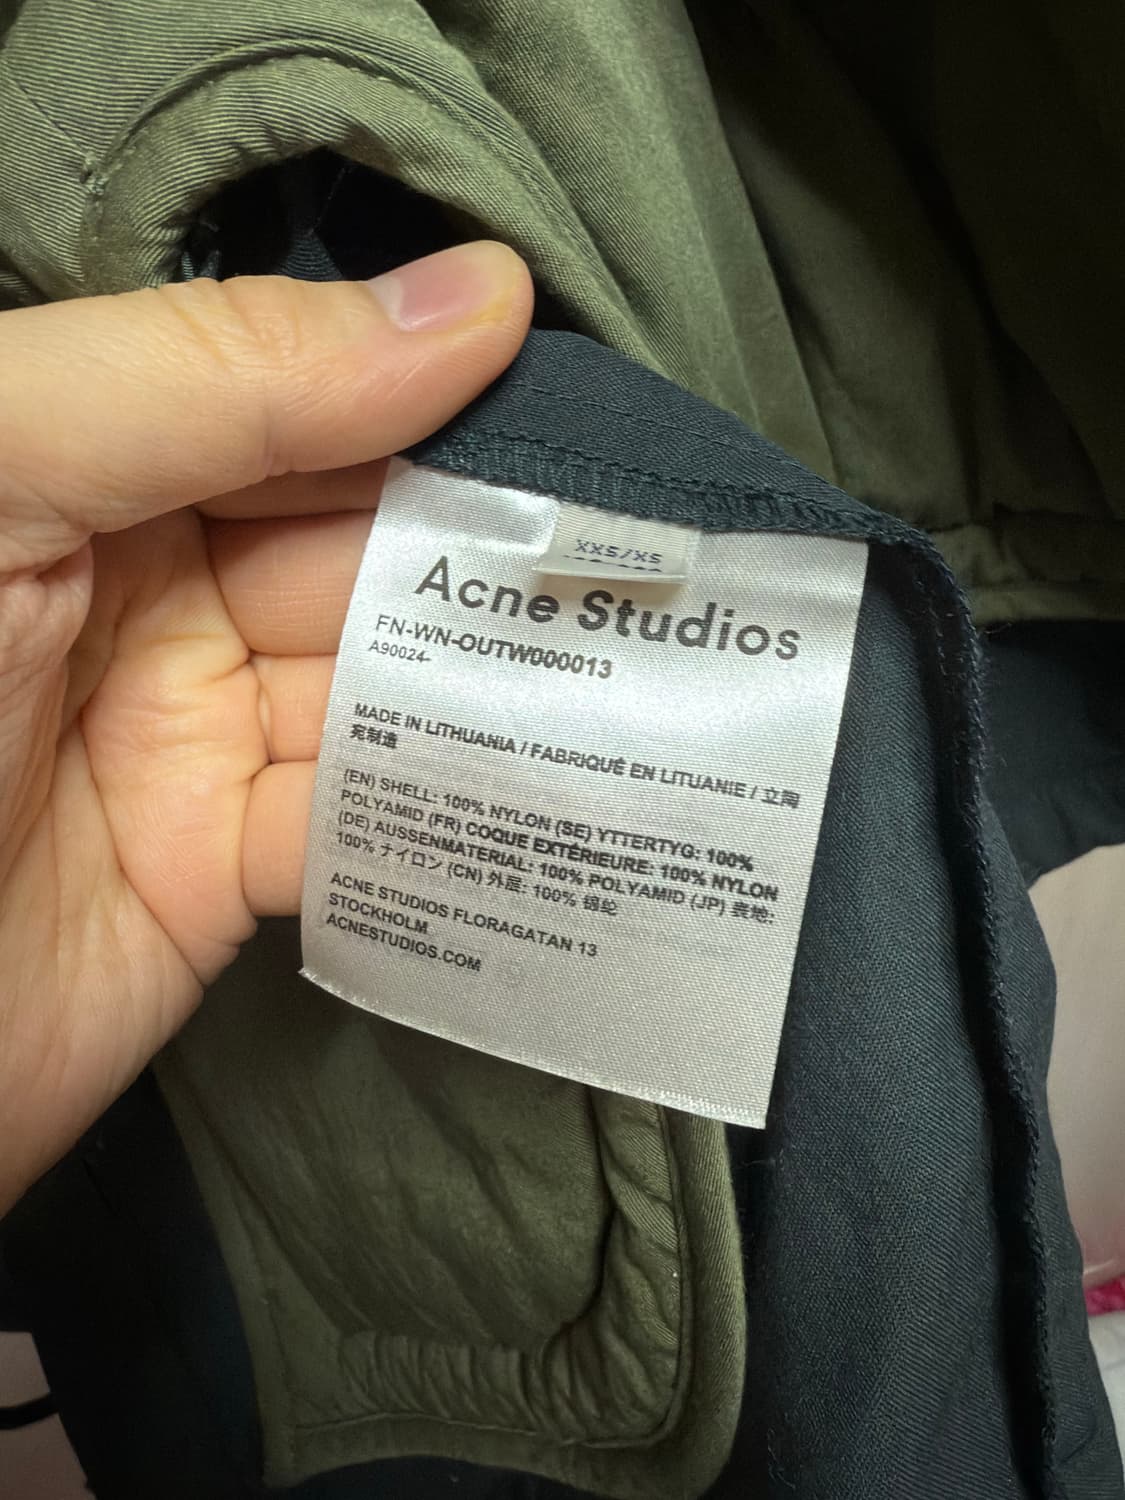 XXS/XS
Acne Studios
FN-WN-OUTW000013
A90024-
MADE IN LITHUANIA / FABRIQUÉ EN LITUANIE / 立陶
宛制造
(EN) SHELL: 100% NYLON (SE) YTTERTYG: 100%
POLYAMID (FR) COQUE EXTÉRIEURE: 100% NYLON
(DE) AUSSENMATERIAL: 100% POLYAMID (JP) 表地:
100% ナイロン (CN) 外层: 100% 锦纶
ACNE STUDIOS FLORAGATAN 13
STOCKHOLM
ACNESTUDIOS.COM